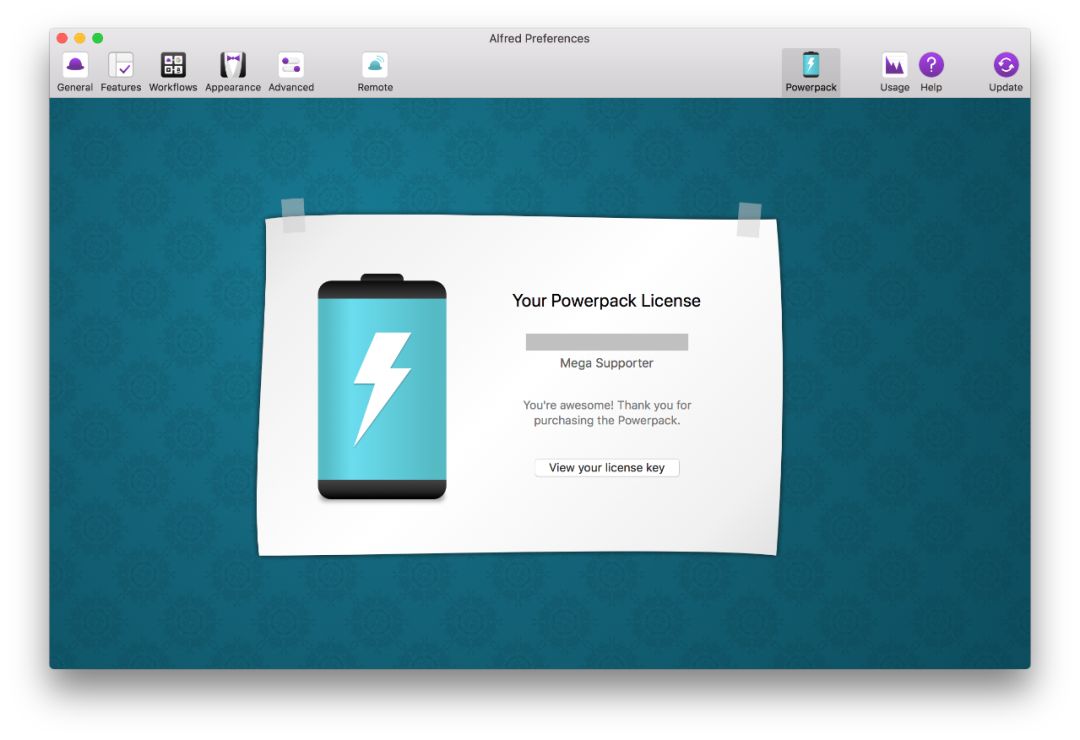 Alfred Preferences
General Features Workflows Appearance Advanced Remote Powerpack Usage Help Update
Your Powerpack License
Mega Supporter
You're awesome! Thank you for
purchasing the Powerpack.
View your license key